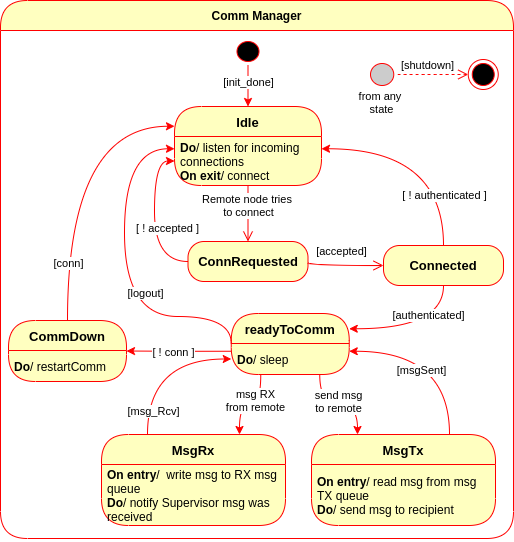 Comm Manager
[init_done]
[shutdown]
from any
state
Idle
Do/ listen for incoming
connections
On exit/ connect
Remote node tries
to connect
[ ! accepted ]
[ ! authenticated ]
ConnRequested
[accepted]
Connected
[conn]
[logout]
[authenticated]
CommDown
Do/ restartComm
[ ! conn ]
readyToComm
Do/ sleep
[msgSent]
[msg_Rcv]
msg RX
from remote
send msg
to remote
MsgRx
On entry/ write msg to RX msg
queue
Do/ notify Supervisor msg was
received
MsgTx
On entry/ read msg from msg
TX queue
Do/ send msg to recipient